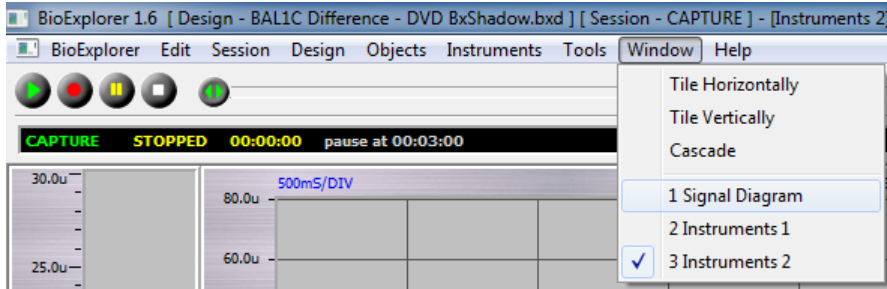 BioExplorer 1.6 [ Design - BAL1C Difference - DVD BxShadow.bxd ] [ Session - CAPTURE ] - [Instruments 2
BioExplorer Edit Session Design Objects Instruments Tools Window Help
Tile Horizontally
Tile Vertically
Cascade
1 Signal Diagram
2 Instruments 1
3 Instruments 2
CAPTURE STOPPED 00:00:00 pause at 00:03:00
30.0u
25.0u
500mS/DIV
80.0u
60.0u